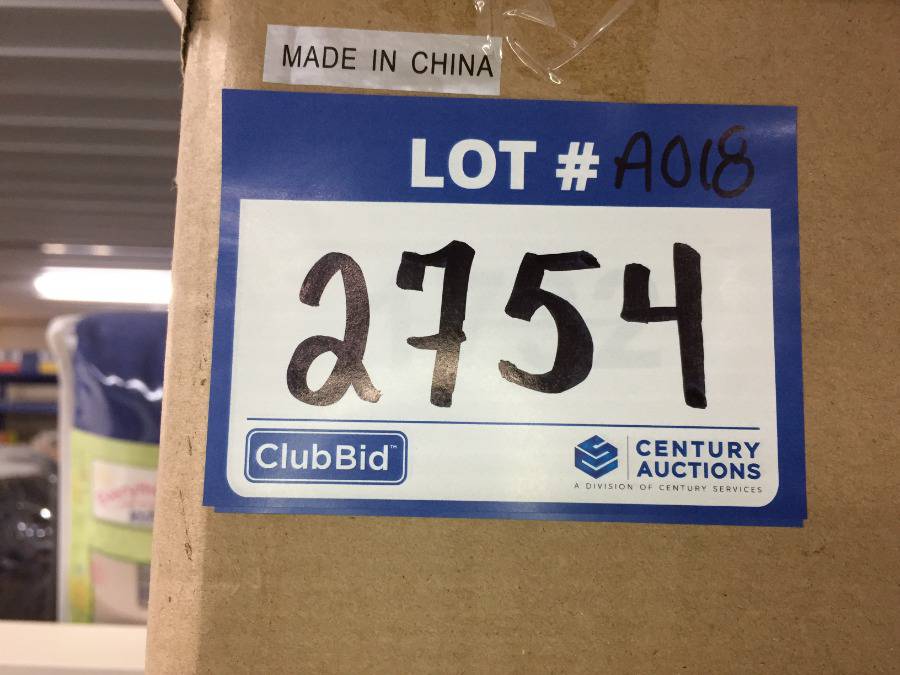 MADE IN CHINA
LOT # A018
2754
ClubBid™
CENTURY
AUCTIONS
A DIVISION OF CENTURY SERVICES